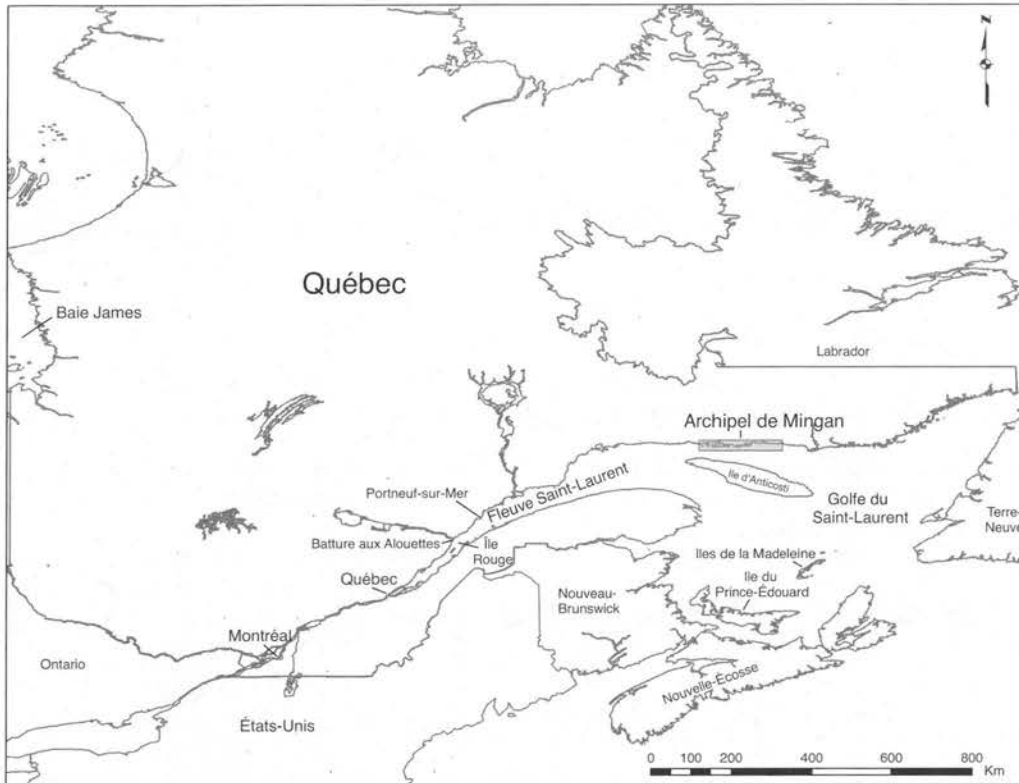 N
Québec
Baie James
Labrador
Archipel de Mingan
Ile d'Anticosti
Portneuf-sur-Mer
Fleuve Saint-Laurent
Golfe du
Saint-Laurent
Terre-
Neuve
Batture aux Alouettes
Île
Rouge
Iles de la Madeleine
Ile du
Prince-Édouard
Québec
Nouveau-
Brunswick
Montréal
Ontario
Nouvelle-Écosse
États-Unis
0 200 400 600 800
Km